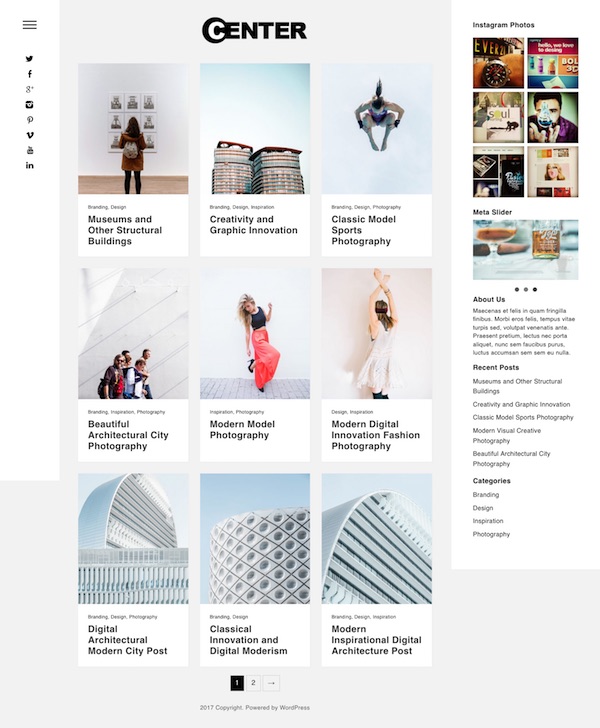 CENTER
Branding, Design
Museums and
Other Structural
Buildings
Branding, Design, Inspiration
Creativity and
Graphic Innovation
Branding, Design, Photography
Classic Model
Sports
Photography
Branding, Inspiration, Photography
Beautiful
Architectural City
Photography
Inspiration, Photography
Modern Model
Photography
Design, Inspiration
Modern Digital
Innovation Fashion
Photography
Branding, Design, Photography
Digital
Architectural
Modern City Post
Branding, Design
Classical
Innovation and
Digital Moderism
Branding, Design, Inspiration
Modern
Inspirational Digital
Architecture Post
1 2 →
2017 Copyright. Powered by WordPress
Instagram Photos
hello, we love
to desing
soul
Meta Slider
About Us
Maecenas et felis in quam fringilla
finibus. Morbi eros felis, tempus vitae
turpis sed, volutpat venenatis ante.
Praesent pretium, lectus nec porta
aliquet, nunc sem faucibus purus,
luctus accumsan sem sem eu nulla.
Recent Posts
Museums and Other Structural
Buildings
Creativity and Graphic Innovation
Classic Model Sports Photography
Modern Visual Creative
Photography
Beautiful Architectural City
Photography
Categories
Branding
Design
Inspiration
Photography